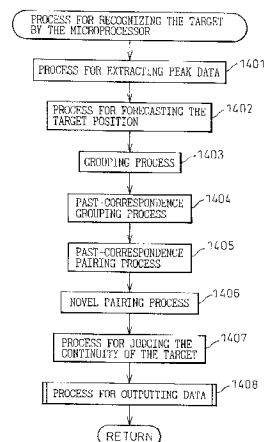 PROCESS FOR RECOGNIZING THE TARGET
BY THE MICROPROCESSOR
PROCESS FOR EXTRACTING PEAK DATA
1401
PROCESS FOR FORECASTING THE
TARGET POSITION
1402
GROUPING PROCESS
1403
PAST-CORRESPONDENCE
GROUPING PROCESS
1404
PAST-CORRESPONDENCE
PAIRING PROCESS
1405
NOVEL PAIRING PROCESS
1406
PROCESS FOR JUDGING THE
CONTINUITY OF THE TARGET
1407
PROCESS FOR OUTPUTTING DATA
1408
RETURN